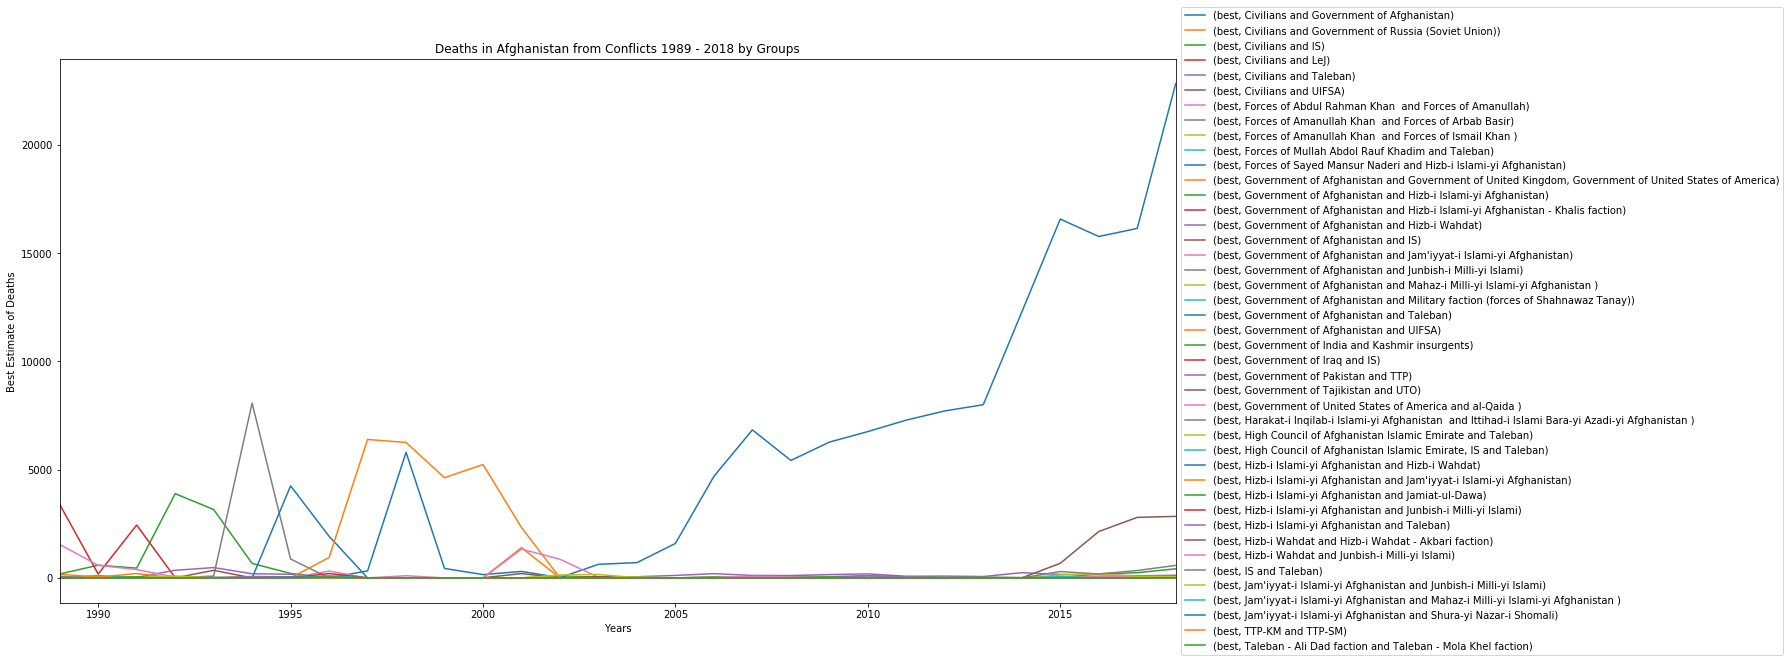 Deaths in Afghanistan from Conflicts 1989 - 2018 by Groups
Best Estimate of Deaths
20000
15000
10000
5000
0
1990 1995 2000 2005 2010 2015
Years
(best, Civilians and Government of Afghanistan)
(best, Civilians and Government of Russia (Soviet Union))
(best, Civilians and IS)
(best, Civilians and LeJ)
(best, Civilians and Taleban)
(best, Civilians and UIFSA)
(best, Forces of Abdul Rahman Khan  and Forces of Amanullah)
(best, Forces of Amanullah Khan  and Forces of Arbab Basir)
(best, Forces of Amanullah Khan  and Forces of Ismail Khan )
(best, Forces of Mullah Abdol Rauf Khadim and Taleban)
(best, Forces of Sayed Mansur Naderi and Hizb-i Islami-yi Afghanistan)
(best, Government of Afghanistan and Government of United Kingdom, Government of United States of America)
(best, Government of Afghanistan and Hizb-i Islami-yi Afghanistan)
(best, Government of Afghanistan and Hizb-i Islami-yi Afghanistan - Khalis faction)
(best, Government of Afghanistan and Hizb-i Wahdat)
(best, Government of Afghanistan and IS)
(best, Government of Afghanistan and Jam'iyyat-i Islami-yi Afghanistan)
(best, Government of Afghanistan and Junbish-i Milli-yi Islami)
(best, Government of Afghanistan and Mahaz-i Milli-yi Islami-yi Afghanistan )
(best, Government of Afghanistan and Military faction (forces of Shahnawaz Tanay))
(best, Government of Afghanistan and Taleban)
(best, Government of Afghanistan and UIFSA)
(best, Government of India and Kashmir insurgents)
(best, Government of Iraq and IS)
(best, Government of Pakistan and TTP)
(best, Government of Tajikistan and UTO)
(best, Government of United States of America and al-Qaida )
(best, Harakat-i Inqilab-i Islami-yi Afghanistan  and Ittihad-i Islami Bara-yi Azadi-yi Afghanistan )
(best, High Council of Afghanistan Islamic Emirate and Taleban)
(best, High Council of Afghanistan Islamic Emirate, IS and Taleban)
(best, Hizb-i Islami-yi Afghanistan and Hizb-i Wahdat)
(best, Hizb-i Islami-yi Afghanistan and Jam'iyyat-i Islami-yi Afghanistan)
(best, Hizb-i Islami-yi Afghanistan and Jamiat-ul-Dawa)
(best, Hizb-i Islami-yi Afghanistan and Junbish-i Milli-yi Islami)
(best, Hizb-i Islami-yi Afghanistan and Taleban)
(best, Hizb-i Wahdat and Hizb-i Wahdat - Akbari faction)
(best, Hizb-i Wahdat and Junbish-i Milli-yi Islami)
(best, IS and Taleban)
(best, Jam'iyyat-i Islami-yi Afghanistan and Junbish-i Milli-yi Islami)
(best, Jam'iyyat-i Islami-yi Afghanistan and Mahaz-i Milli-yi Islami-yi Afghanistan )
(best, Jam'iyyat-i Islami-yi Afghanistan and Shura-yi Nazar-i Shomali)
(best, TTP-KM and TTP-SM)
(best, Taleban - Ali Dad faction and Taleban - Mola Khel faction)